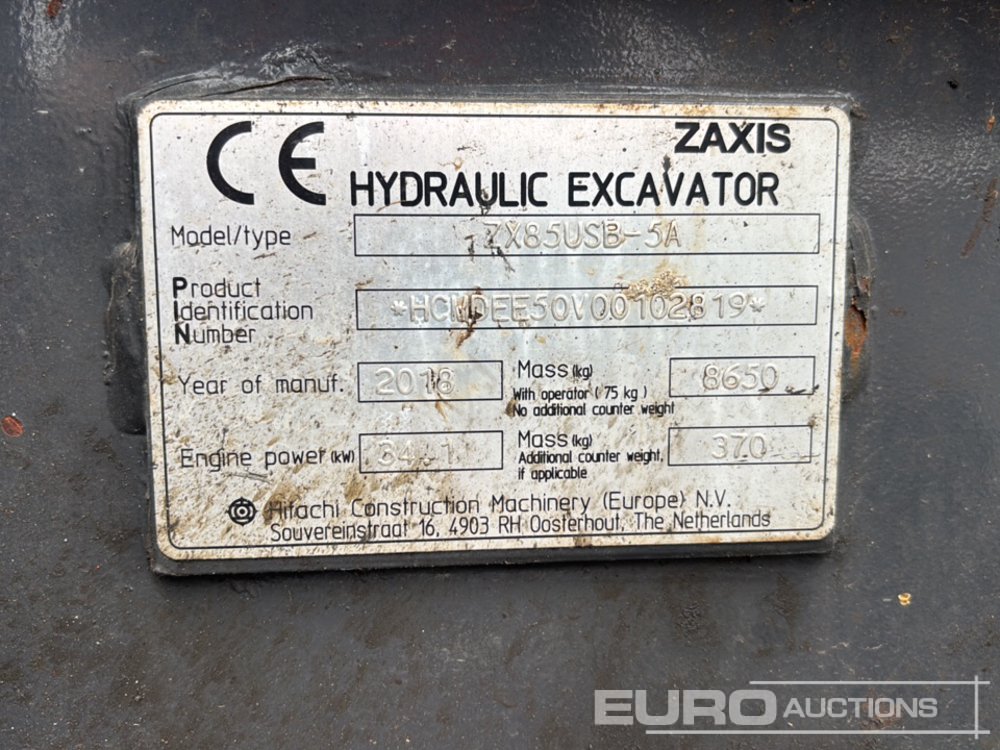 CE ZAXIS
HYDRAULIC EXCAVATOR
Model/type ZX85USB-5A
Product
Identification *HCMDEE50V00102819*
Number
Year of manuf. 2018 Mass (kg) 8650
With operator (75 kg)
No additional counter weight
Engine power (kW) 34.1 Mass (kg) 370
Additional counter weight,
if applicable
Hitachi Construction Machinery (Europe) N.V.
Souvereinstraat 16, 4903 RH Oosterhout, The Netherlands
EURO AUCTIONS